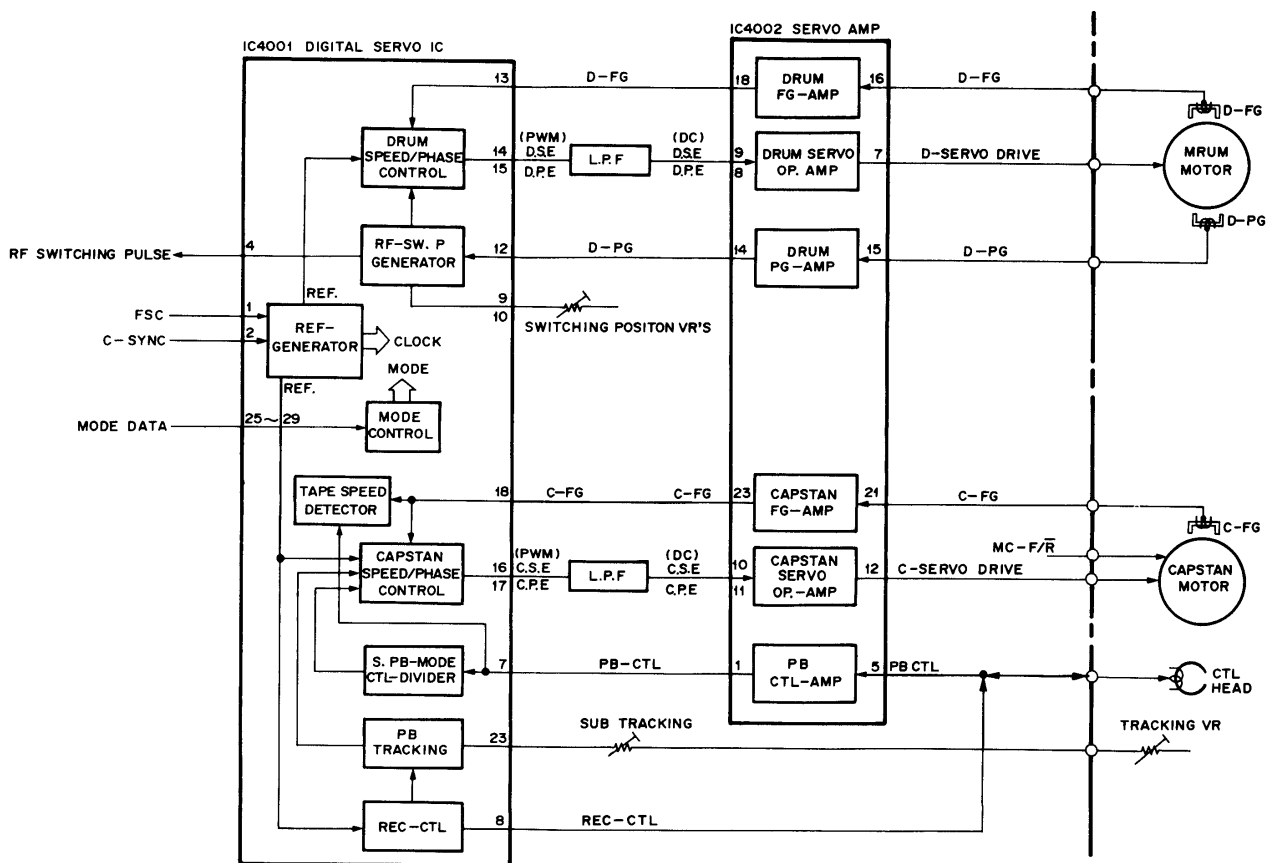 IC4001 DIGITAL SERVO IC
IC4002 SERVO AMP
13
D-FG
18
DRUM
FG-AMP
16
D-FG
D-FG
DRUM
SPEED/PHASE
CONTROL
14
15
(PWM)
D.S.E
D.P.E
L.P.F
(DC)
D.S.E
D.P.E
9
8
DRUM SERVO
OP. AMP
7
D-SERVO DRIVE
MRUM
MOTOR
D-PG
RF SWITCHING PULSE
4
RF-SW. P
GENERATOR
12
D-PG
14
DRUM
PG-AMP
15
D-PG
9
10
SWITCHING POSITON VR'S
REF.
FSC
1
C-SYNC
2
REF-
GENERATOR
CLOCK
REF.
MODE
MODE DATA
25~29
MODE
CONTROL
TAPE SPEED
DETECTOR
18
C-FG
C-FG
23
CAPSTAN
FG-AMP
21
C-FG
C-FG
MC-F/R̅
CAPSTAN
SPEED/PHASE
CONTROL
16
17
(PWM)
C.S.E
C.P.E
L.P.F
(DC)
C.S.E
C.P.E
10
11
CAPSTAN
SERVO
OP.-AMP
12
C-SERVO DRIVE
CAPSTAN
MOTOR
S. PB-MODE
CTL-DIVIDER
7
PB-CTL
1
PB
CTL-AMP
5
PB CTL
CTL
HEAD
PB
TRACKING
23
SUB TRACKING
TRACKING VR
REC-CTL
8
REC-CTL